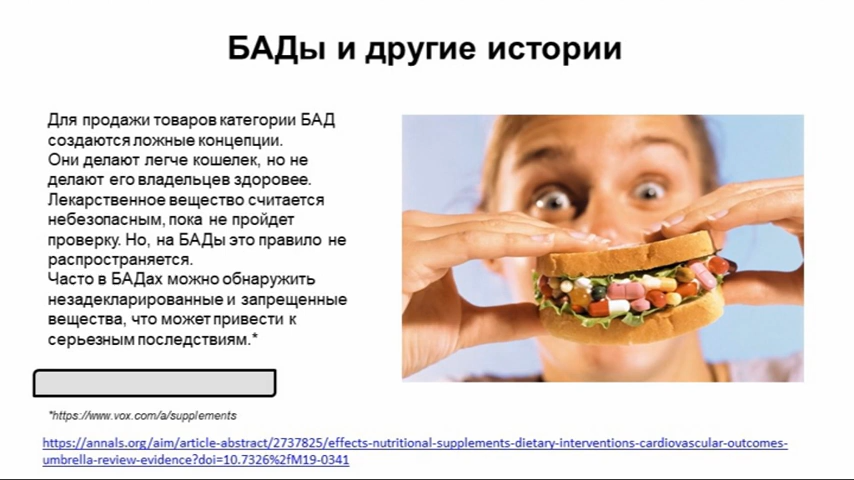 БАДы и другие истории
Для продажи товаров категории БАД
создаются ложные концепции.
Они делают легче кошелек, но не
делают его владельцев здоровее.
Лекарственное вещество считается
небезопасным, пока не пройдет
проверку. Но, на БАДы это правило не
распространяется.
Часто в БАДах можно обнаружить
незадекларированные и запрещенные
вещества, что может привести к
серьезным последствиям.*
*https://www.vox.com/a/supplements
https://annals.org/aim/article-abstract/2737825/effects-nutritional-supplements-dietary-interventions-cardiovascular-outcomes-
umbrella-review-evidence?doi=10.7326%2fM19-0341